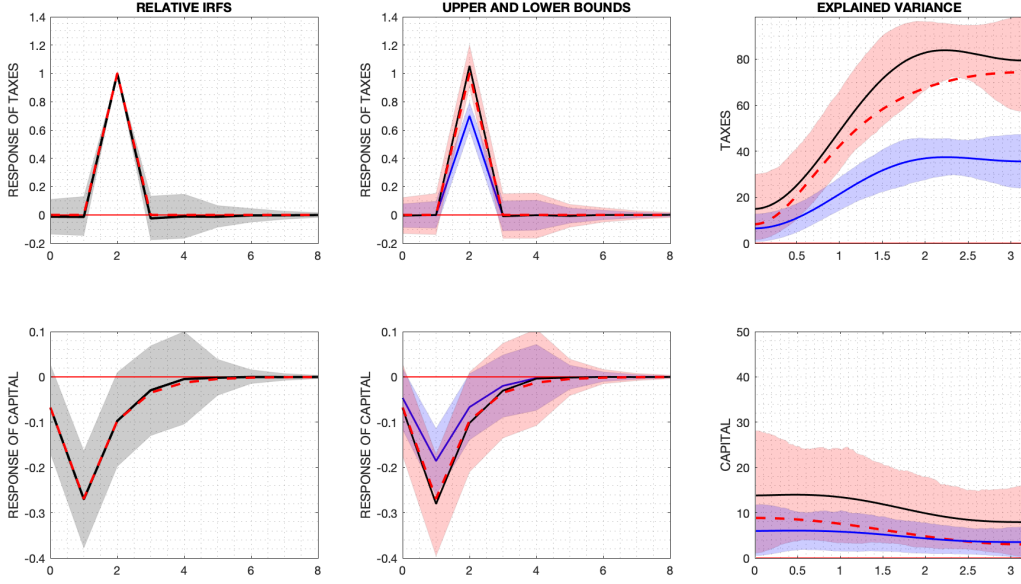 RELATIVE IRFS
UPPER AND LOWER BOUNDS
EXPLAINED VARIANCE
RESPONSE OF TAXES
1.4
1.2
1
0.8
0.6
0.4
0.2
0
-0.2
0 2 4 6 8
RESPONSE OF TAXES
1.4
1.2
1
0.8
0.6
0.4
0.2
0
-0.2
0 2 4 6 8
TAXES
80
60
40
20
0
0.5 1 1.5 2 2.5 3
RESPONSE OF CAPITAL
0.1
0
-0.1
-0.2
-0.3
-0.4
0 2 4 6 8
RESPONSE OF CAPITAL
0.1
0
-0.1
-0.2
-0.3
-0.4
0 2 4 6 8
CAPITAL
50
40
30
20
10
0
0 0.5 1 1.5 2 2.5 3